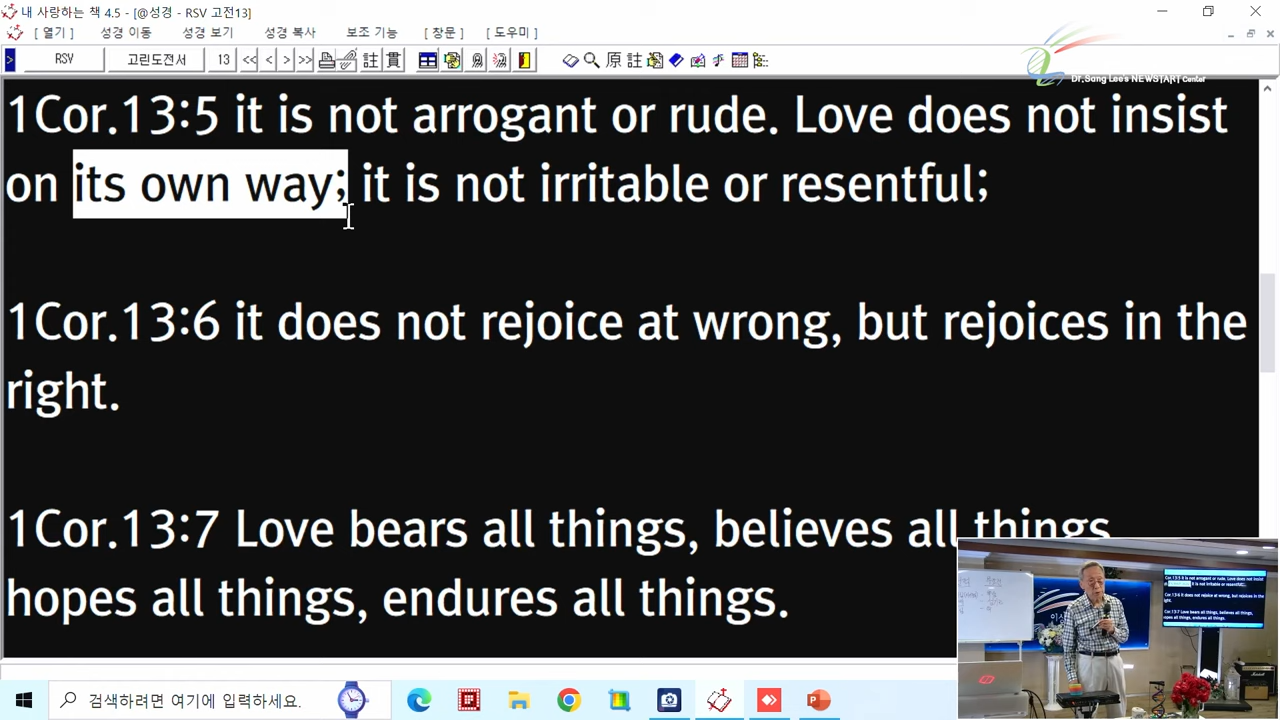 내 사랑하는 책 4.5 - [@성경 - RSV 고전13]
[ 열기 ] 성경 이동 성경 보기 성경 복사 보조 기능 [ 창문 ] [ 도우미 ]
RSV 고린도전서 13 << < > >> 註 貫 原 註
Dr.Sang Lee's NEWSTART Center
1Cor.13:5 it is not arrogant or rude. Love does not insist
on its own way; it is not irritable or resentful;
1Cor.13:6 it does not rejoice at wrong, but rejoices in the
right.
1Cor.13:7 Love bears all things, believes all things
hopes all things, endures all things.
검색하려면 여기에 입력하세요.